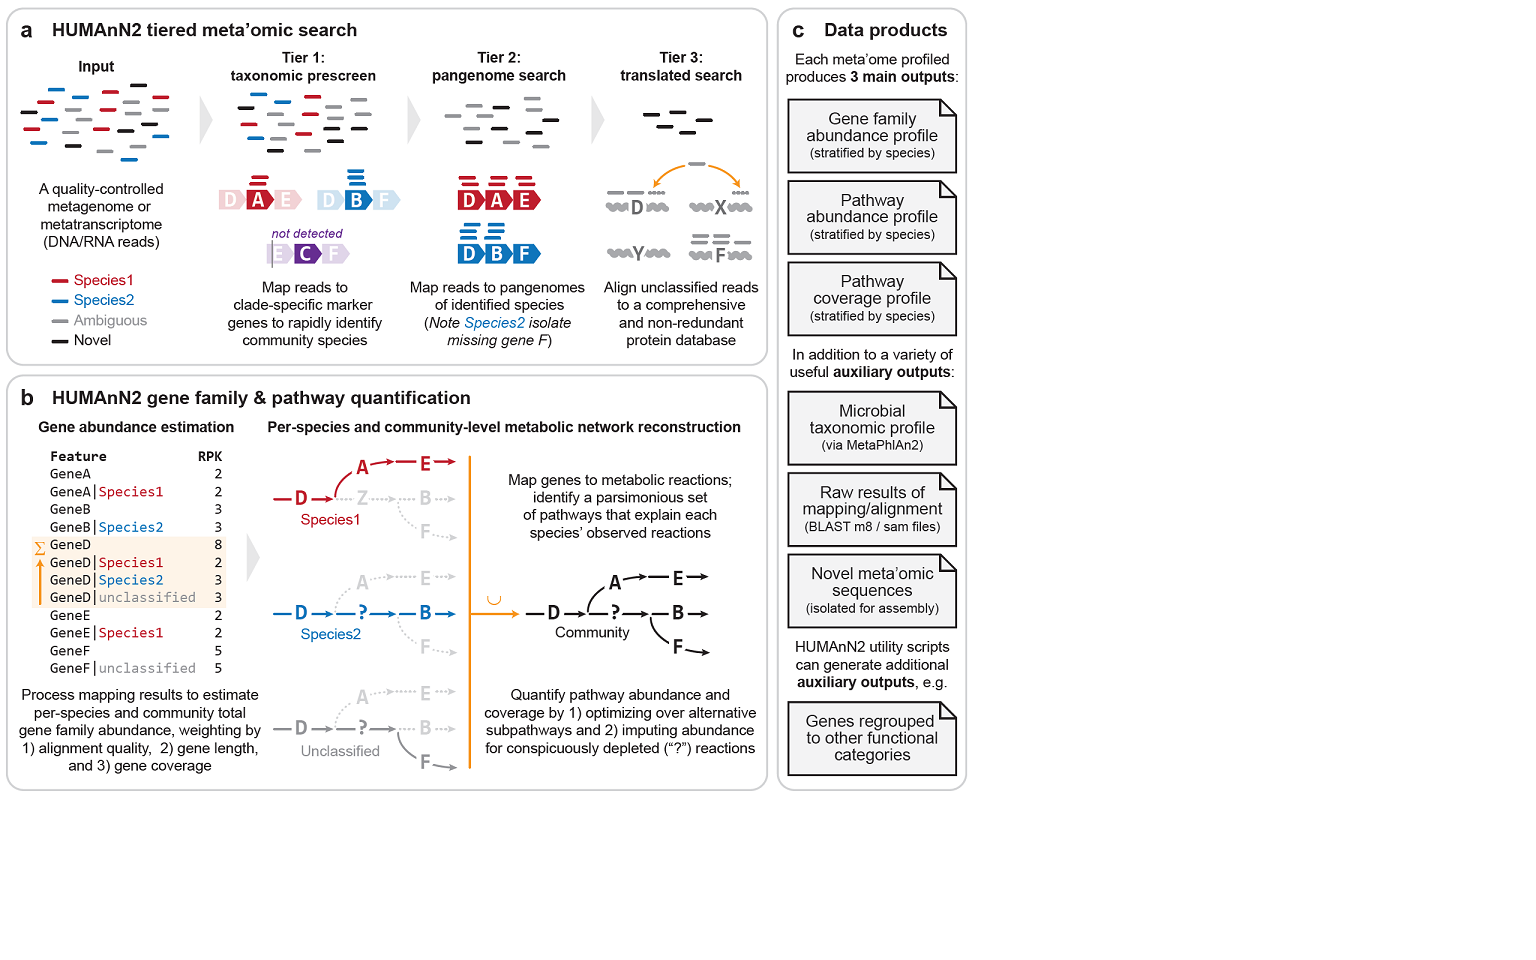 a HUMAnN2 tiered meta'omic search
Input
Tier 1:
taxonomic prescreen
Tier 2:
pangenome search
Tier 3:
translated search
A quality-controlled
metagenome or
metatranscriptome
(DNA/RNA reads)
Species1
Species2
Ambiguous
Novel
D A E
D B F
not detected
E C F
Map reads to
clade-specific marker
genes to rapidly identify
community species
D A E
D B F
Map reads to pangenomes
of identified species
(Note Species2 isolate
missing gene F)
D X
Y F
Align unclassified reads
to a comprehensive
and non-redundant
protein database
b HUMAnN2 gene family & pathway quantification
Gene abundance estimation
Feature RPK
GeneA 2
GeneA|Species1 2
GeneB 3
GeneB|Species2 3
Σ GeneD 8
GeneD|Species1 2
GeneD|Species2 3
GeneD|unclassified 3
GeneE 2
GeneE|Species1 2
GeneF 5
GeneF|unclassified 5
Process mapping results to estimate
per-species and community total
gene family abundance, weighting by
1) alignment quality, 2) gene length,
and 3) gene coverage
Per-species and community-level metabolic network reconstruction
A E
D Z B
Species1
F
A E
D ? B
Species2
F
A E
D ? B
Unclassified
F
Map genes to metabolic reactions;
identify a parsimonious set
of pathways that explain each
species' observed reactions
A E
D ? B
Community
F
Quantify pathway abundance and
coverage by 1) optimizing over alternative
subpathways and 2) imputing abundance
for conspicuously depleted ("?") reactions
c Data products
Each meta'ome profiled
produces 3 main outputs:
Gene family
abundance profile
(stratified by species)
Pathway
abundance profile
(stratified by species)
Pathway
coverage profile
(stratified by species)
In addition to a variety of
useful auxiliary outputs:
Microbial
taxonomic profile
(via MetaPhlAn2)
Raw results of
mapping/alignment
(BLAST m8 / sam files)
Novel meta'omic
sequences
(isolated for assembly)
HUMAnN2 utility scripts
can generate additional
auxiliary outputs, e.g.
Genes regrouped
to other functional
categories